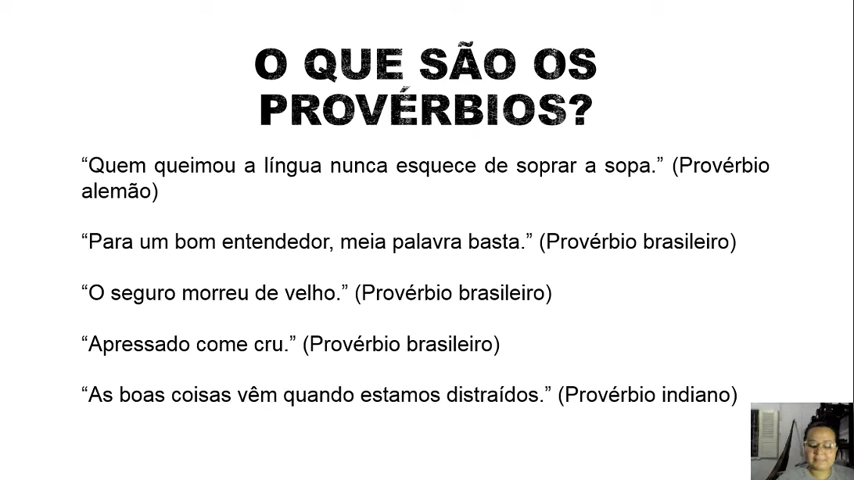 O QUE SÃO OS
PROVÉRBIOS?
“Quem queimou a língua nunca esquece de soprar a sopa.” (Provérbio
alemão)
“Para um bom entendedor, meia palavra basta.” (Provérbio brasileiro)
“O seguro morreu de velho.” (Provérbio brasileiro)
“Apressado come cru.” (Provérbio brasileiro)
“As boas coisas vêm quando estamos distraídos.” (Provérbio indiano)